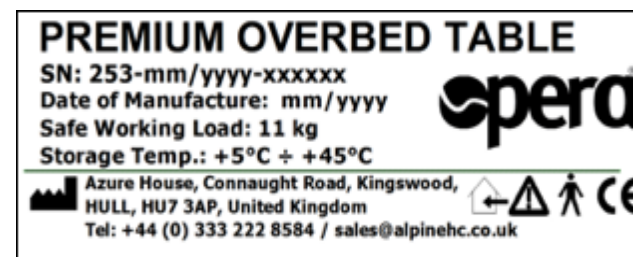 PREMIUM OVERBED TABLE
SN: 253-mm/yyyy-xxxxxx
Date of Manufacture: mm/yyyy
Safe Working Load: 11 kg
Storage Temp.: +5°C ÷ +45°C
opera
Azure House, Connaught Road, Kingswood,
HULL, HU7 3AP, United Kingdom
Tel: +44 (0) 333 222 8584 / sales@alpinehc.co.uk
CE